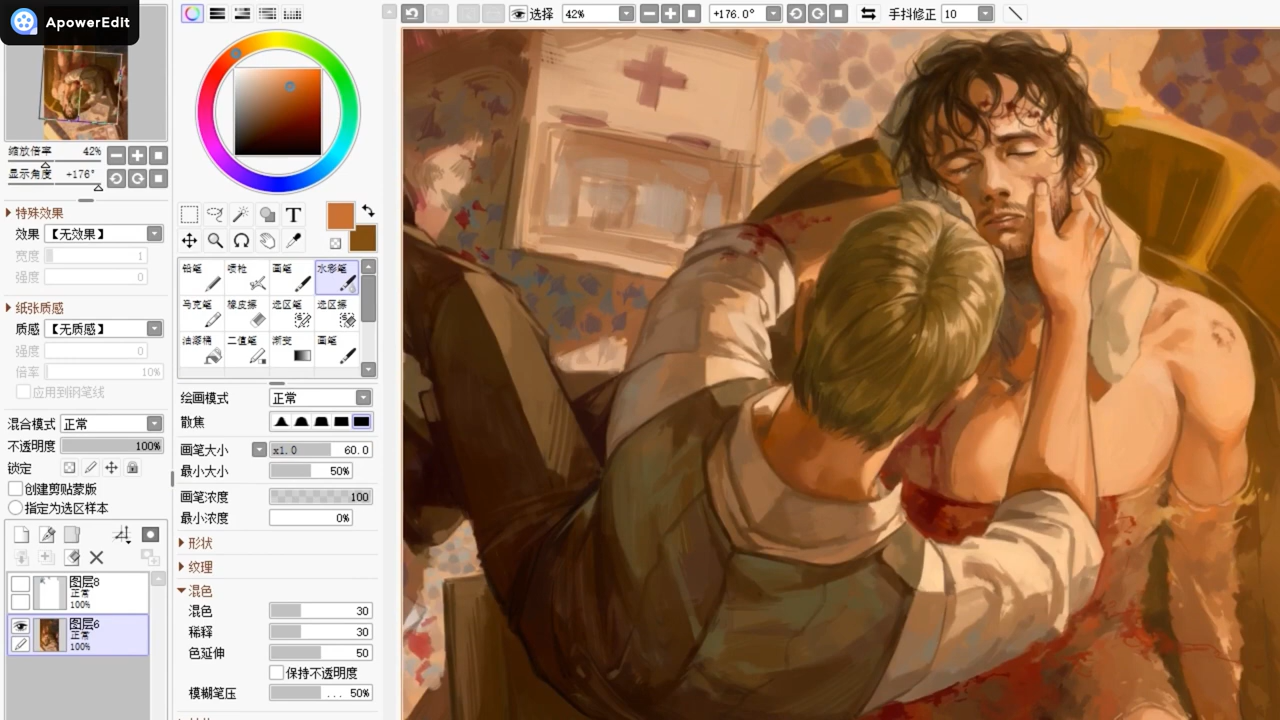 ApowerEdit
选择
42%
+176.0°
手抖修正 10
缩放倍率 42%
显示角度 +176°
特殊效果
效果 【无效果】
宽度 1
强度 0
纸张质感
质感 【无质感】
强度 0
倍率 10%
应用到钢笔线
混合模式 正常
不透明度 100%
锁定
创建剪贴蒙版
指定为选区样本
图层8
正常
100%
图层6
正常
100%
T
铅笔 喷枪 画笔 水彩笔
马克笔 橡皮擦 选区笔 选区擦
油漆桶 二值笔 渐变 画笔
绘画模式 正常
散焦
画笔大小 x1.0 60.0
最小大小 50%
画笔浓度 100
最小浓度 0%
形状
纹理
混色
混色 30
稀释 30
色延伸 50
保持不透明度
模糊笔压 ... 50%